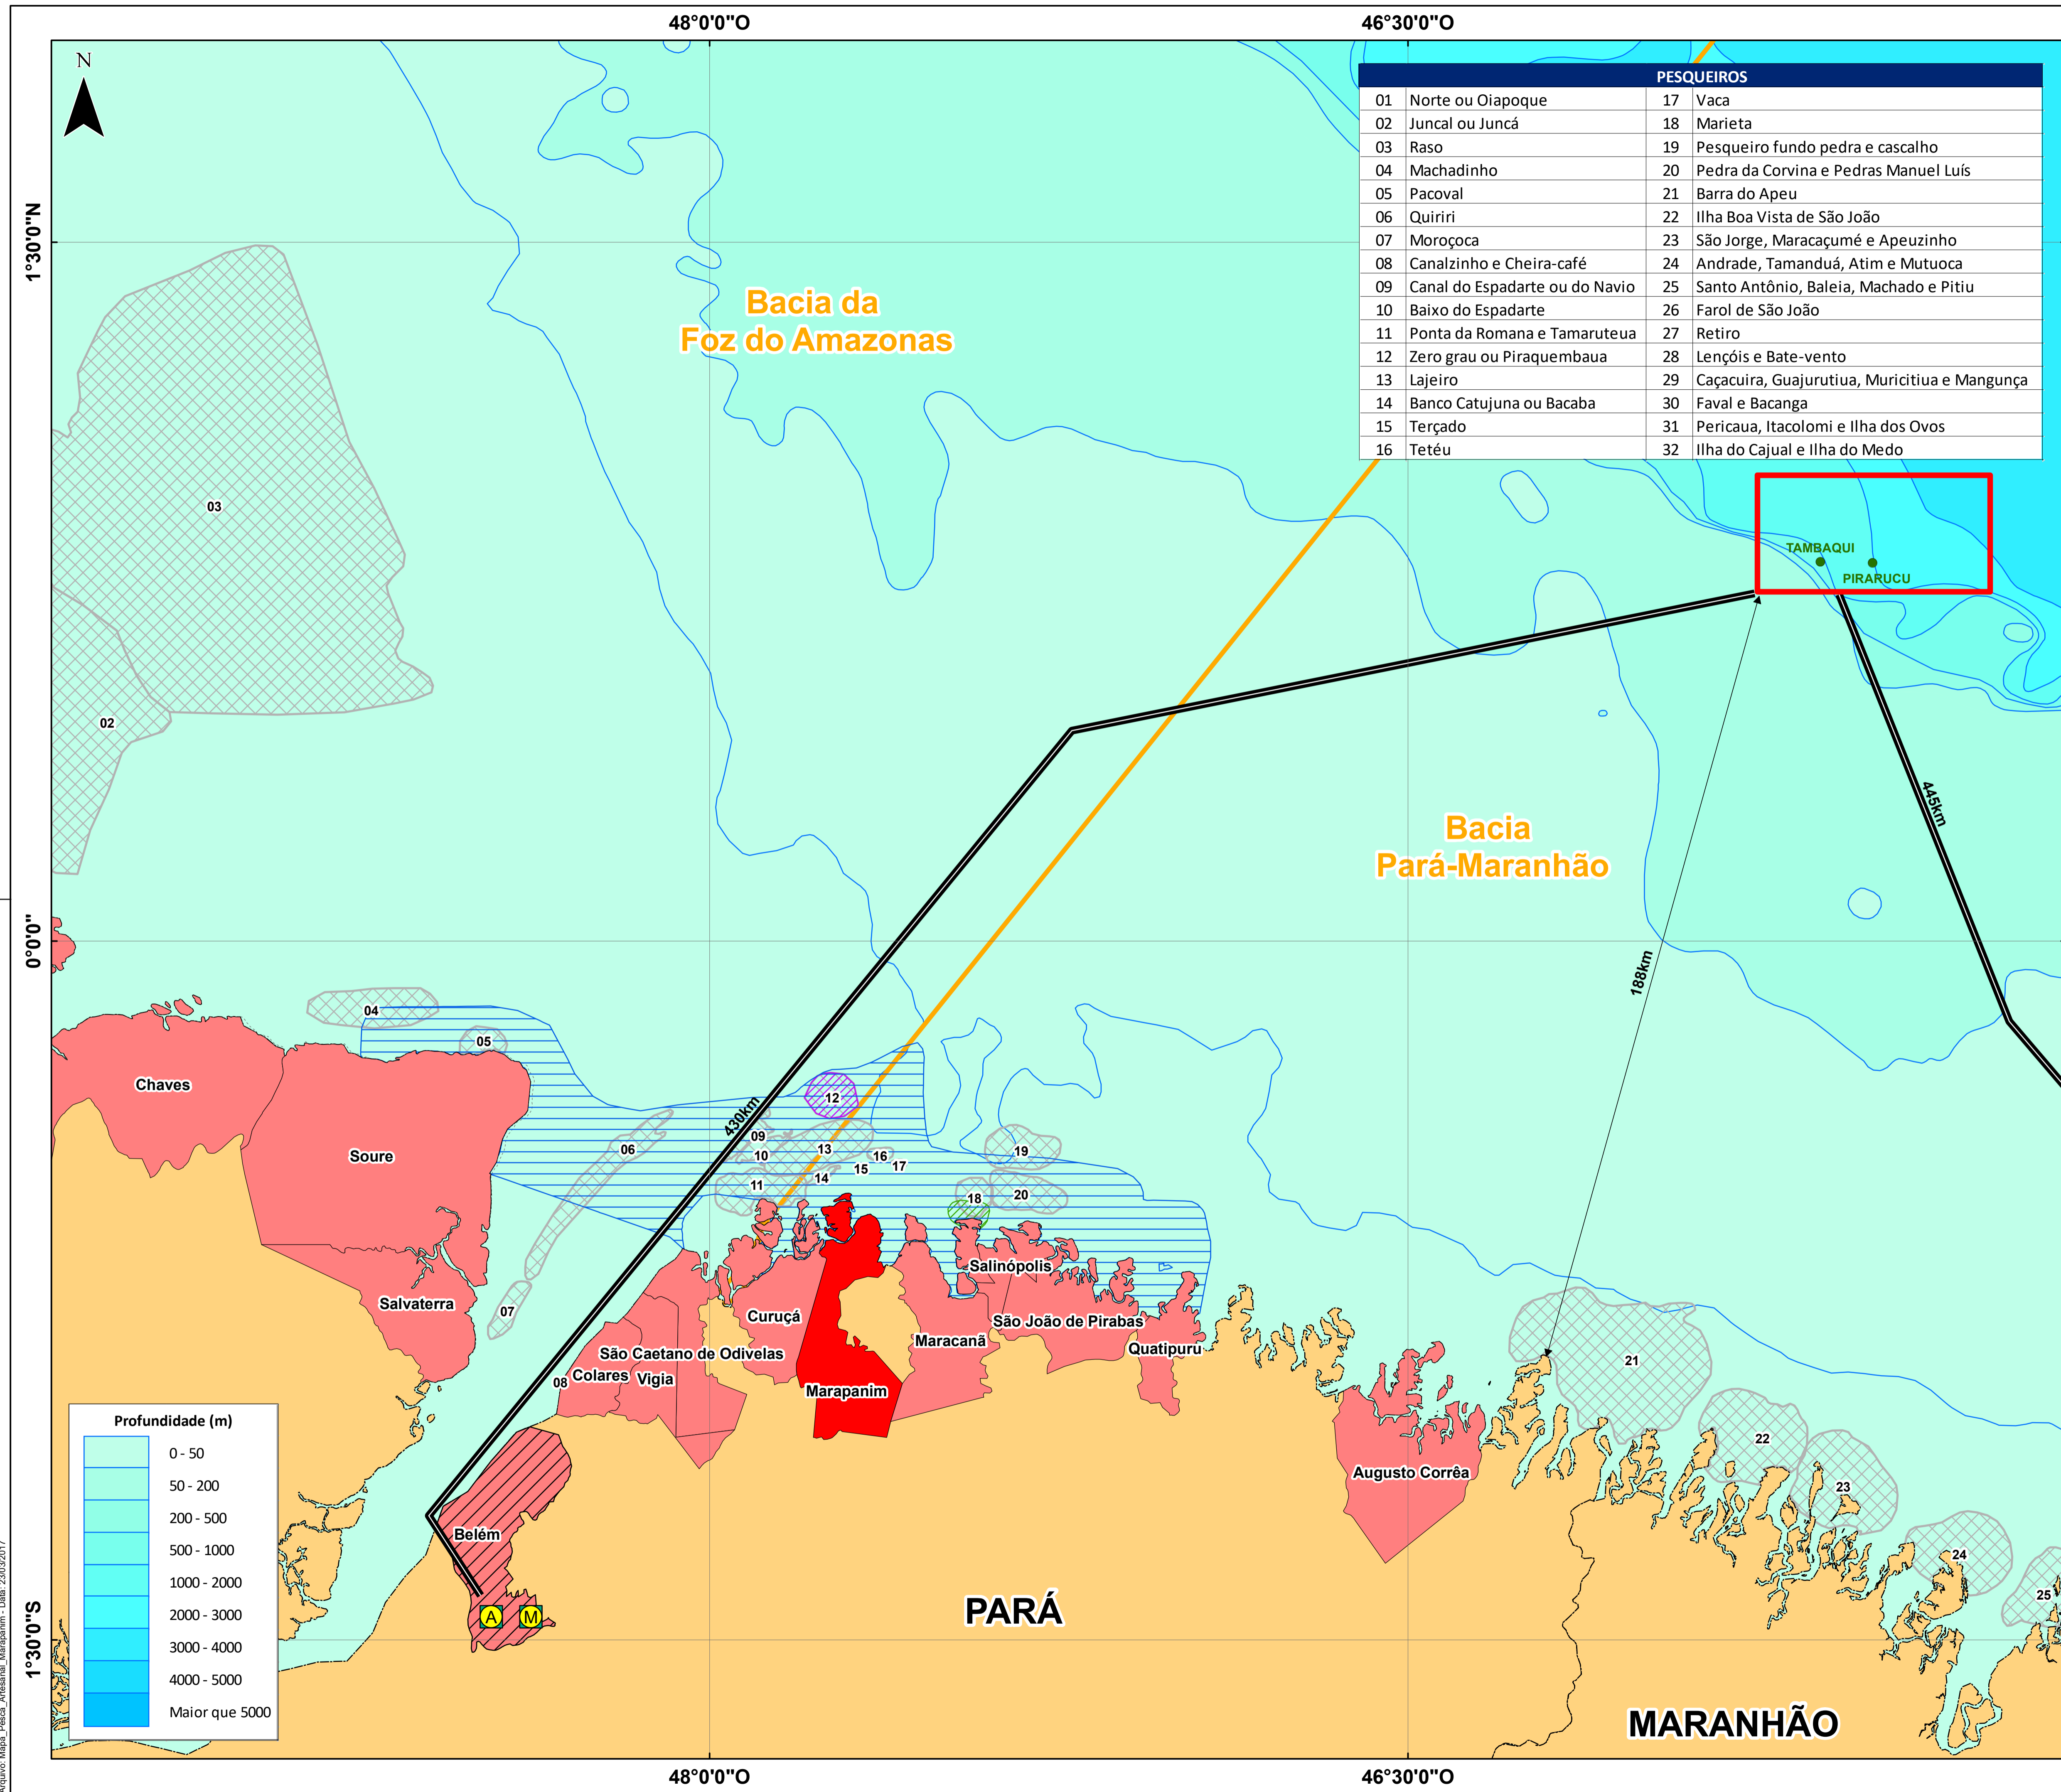 48°0'0"O
46°30'0"O
N
1°30'0"N
0°0'0"
1°30'0"S
PESQUEIROS
01 Norte ou Oiapoque 17 Vaca
02 Juncal ou Juncá 18 Marieta
03 Raso 19 Pesqueiro fundo pedra e cascalho
04 Machadinho 20 Pedra da Corvina e Pedras Manuel Luís
05 Pacoval 21 Barra do Apeu
06 Quiriri 22 Ilha Boa Vista de São João
07 Moroçoca 23 São Jorge, Maracaçumé e Apeuzinho
08 Canalzinho e Cheira-café 24 Andrade, Tamanduá, Atim e Mutuoca
09 Canal do Espadarte ou do Navio 25 Santo Antônio, Baleia, Machado e Pitiu
10 Baixo do Espadarte 26 Farol de São João
11 Ponta da Romana e Tamaruteua 27 Retiro
12 Zero grau ou Piraquembaua 28 Lençóis e Bate-vento
13 Lajeiro 29 Caçacuira, Guajurutiua, Muricitiua e Mangunça
14 Banco Catujuna ou Bacaba 30 Faval e Bacanga
15 Terçado 31 Pericaua, Itacolomi e Ilha dos Ovos
16 Tetéu 32 Ilha do Cajual e Ilha do Medo
Bacia da
Foz do Amazonas
03
TAMBAQUI
PIRARUCU
02
445km
Bacia
Pará-Maranhão
188km
04
05
Chaves
12
430km
09
06
10
13
16
19
Soure
15
17
14
11
18
20
Salinópolis
Salvaterra
07
Curuçá
São João de Pirabas
Maracanã
Quatipuru
São Caetano de Odivelas
21
08
Colares
Vigia
Marapanim
22
Augusto Corrêa
23
Belém
24
25
A
M
PARÁ
MARANHÃO
Profundidade (m)
0 - 50
50 - 200
200 - 500
500 - 1000
1000 - 2000
2000 - 3000
3000 - 4000
4000 - 5000
Maior que 5000
Arquivo: Mapa_Pesca_Artesanal_Marapanim - Data: 23/03/2017
48°0'0"O
46°30'0"O